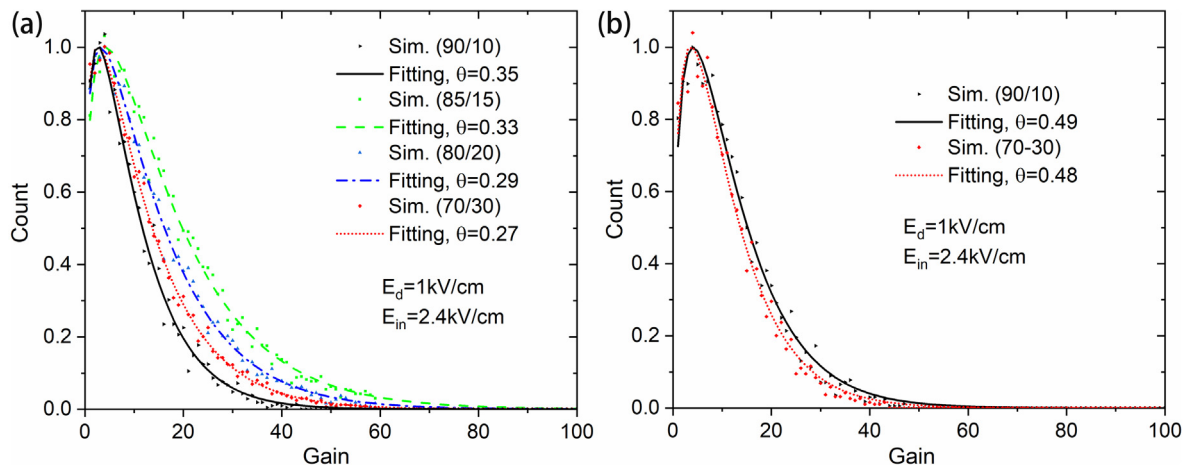 (a)
Count
1.0
0.8
0.6
0.4
0.2
0.0
Sim. (90/10)
Fitting, θ=0.35
Sim. (85/15)
Fitting, θ=0.33
Sim. (80/20)
Fitting, θ=0.29
Sim. (70/30)
Fitting, θ=0.27
E_d=1kV/cm
E_in=2.4kV/cm
0 20 40 60 80 100
Gain
(b)
Count
1.0
0.8
0.6
0.4
0.2
0.0
Sim. (90/10)
Fitting, θ=0.49
Sim. (70-30)
Fitting, θ=0.48
E_d=1kV/cm
E_in=2.4kV/cm
0 20 40 60 80 100
Gain